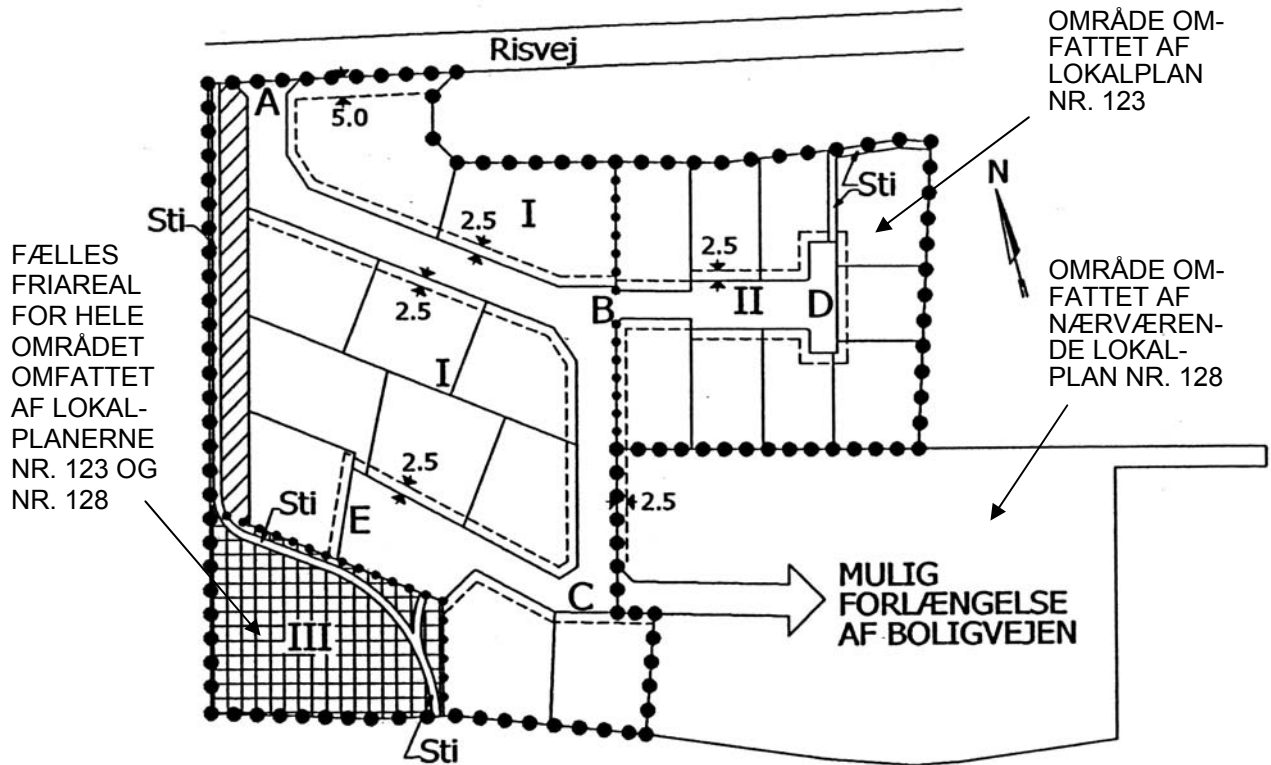 Risvej
OMRÅDE OM-
FATTET AF
LOKALPLAN
NR. 123
A
5.0
Sti
Sti
N
I
2.5
Sti
2.5
FÆLLES
FRIAREAL
FOR HELE
OMRÅDET
OMFATTET
AF LOKAL-
PLANERNE
NR. 123 OG
NR. 128
2.5
B
II
D
OMRÅDE OM-
FATTET AF
NÆRVÆREN-
DE LOKAL-
PLAN NR. 128
I
2.5
Sti
E
2.5
C
MULIG
FORLÆNGELSE
AF BOLIGVEJEN
III
Sti